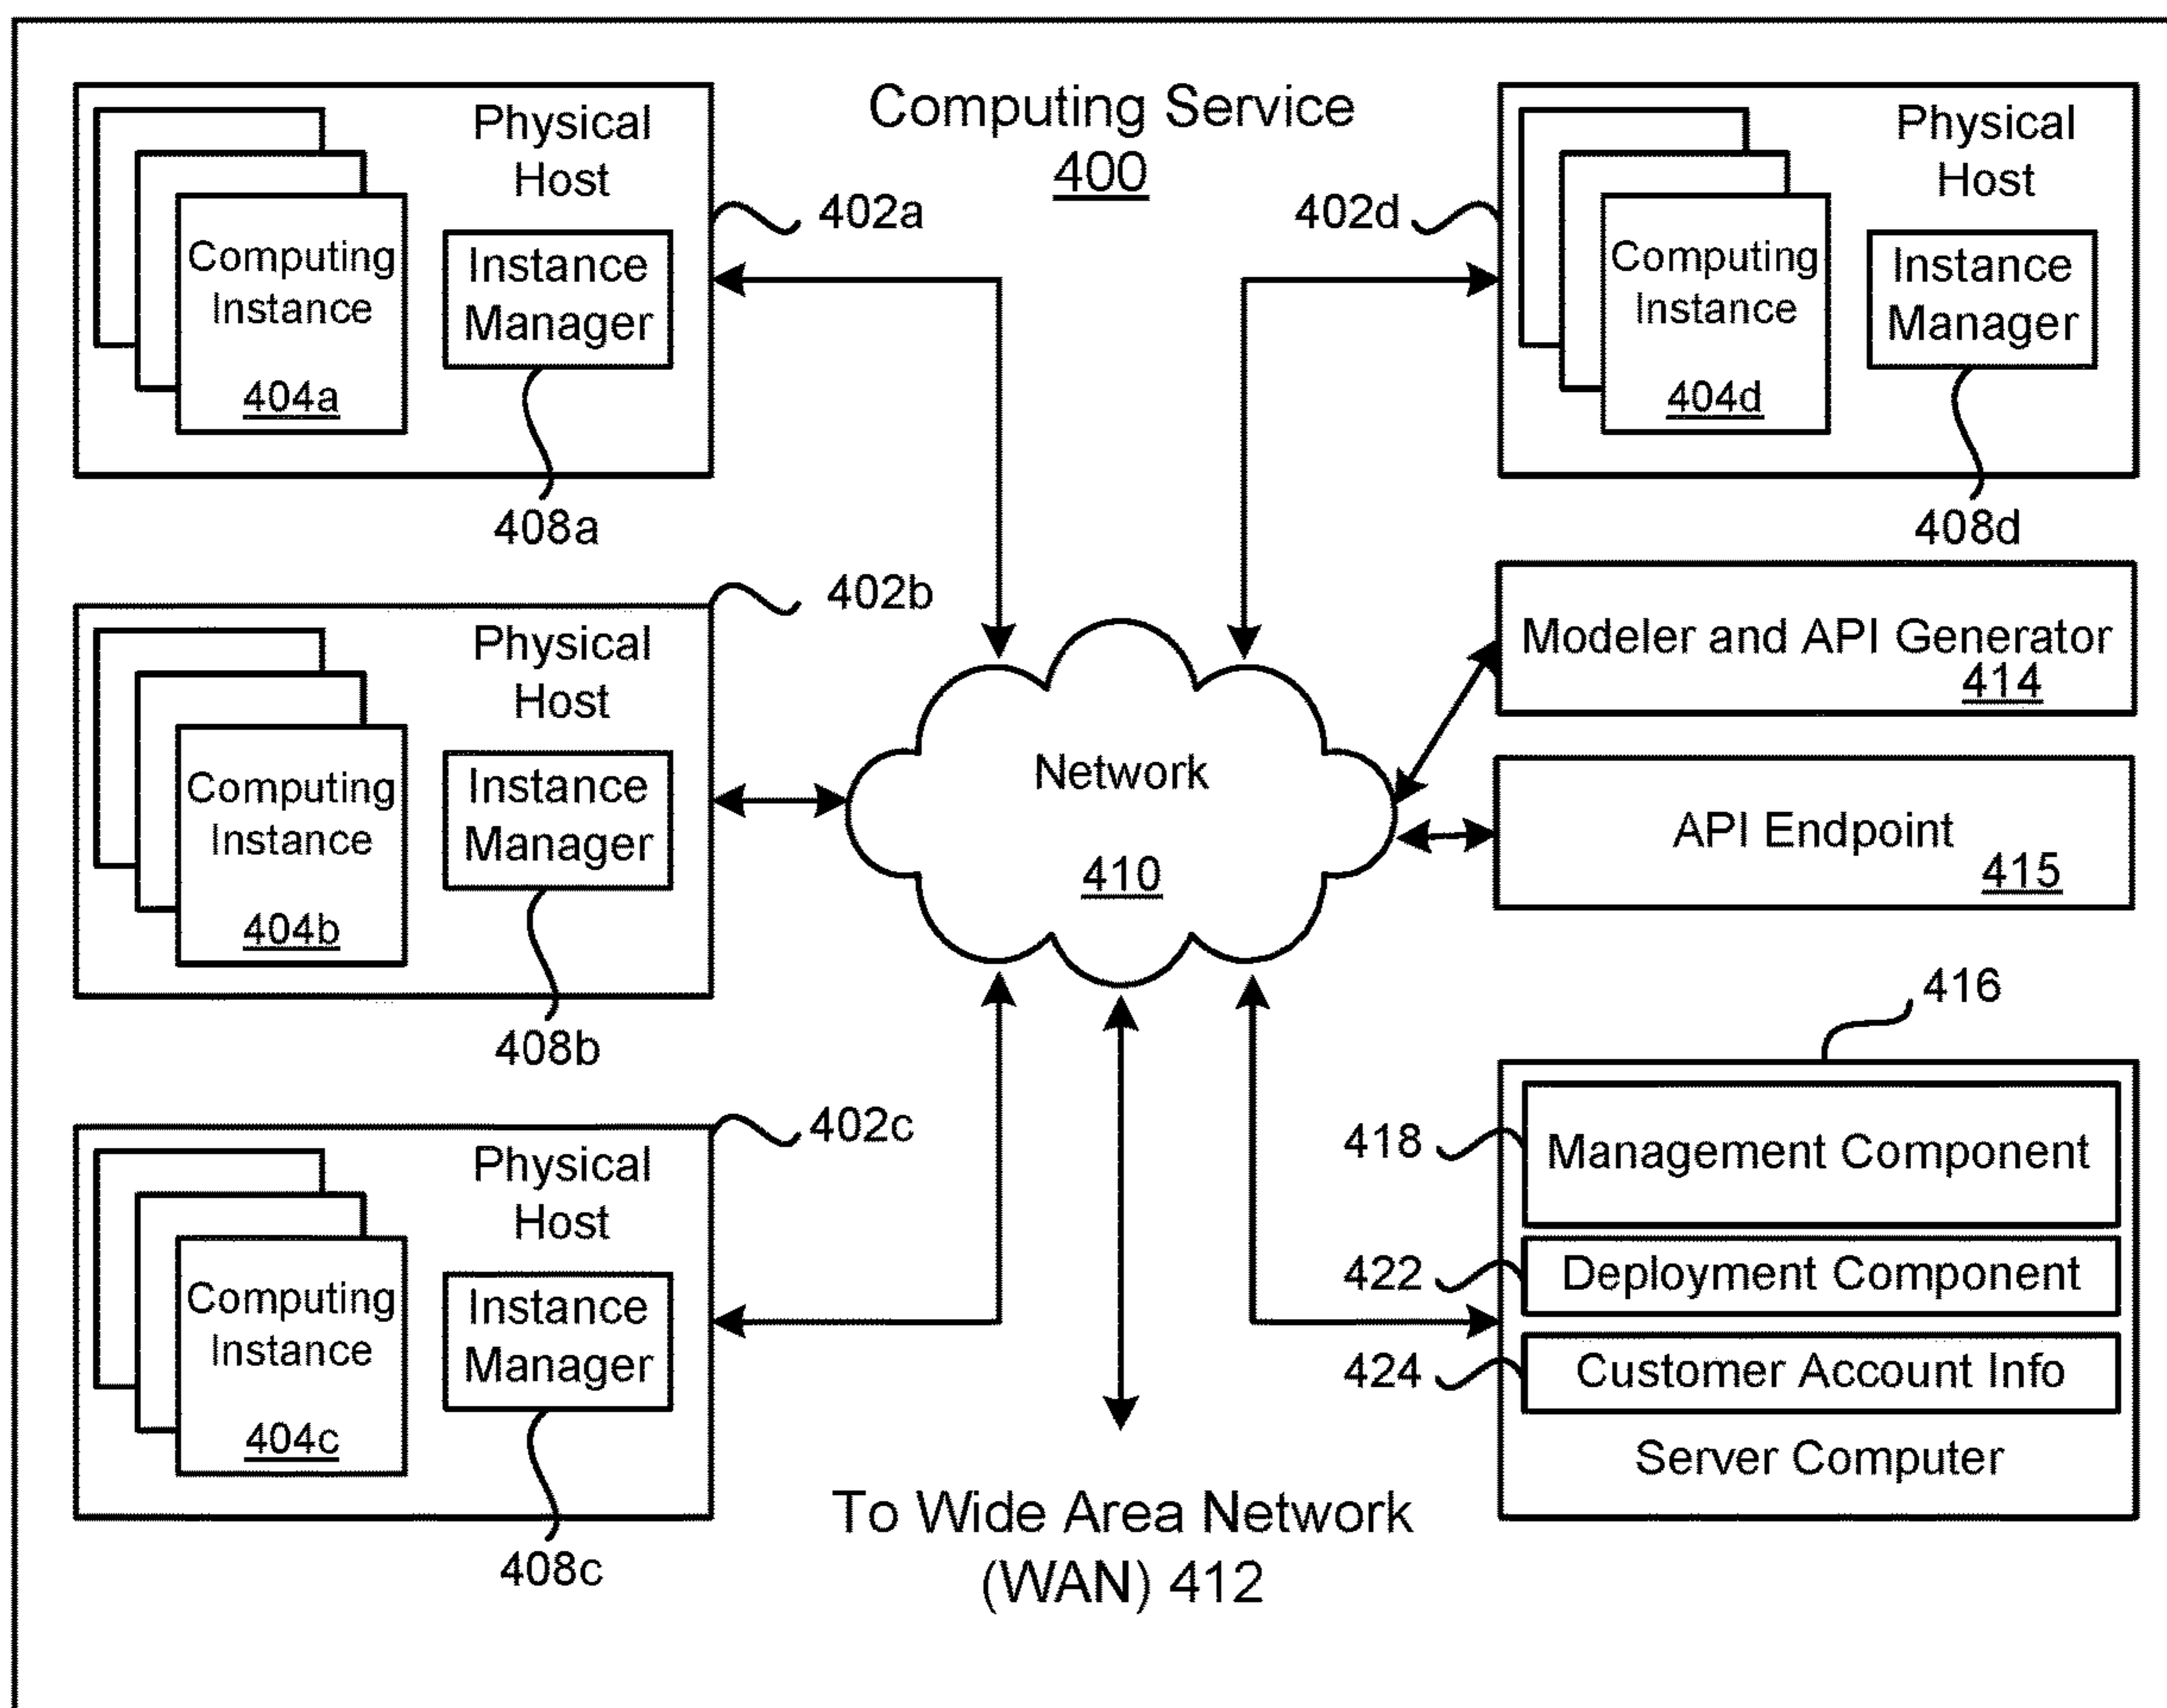 Computing Service
400
Physical
Host
Computing
Instance
404a
Instance
Manager
402a
408a
Physical
Host
Computing
Instance
404d
Instance
Manager
402d
408d
402b
Physical
Host
Computing
Instance
404b
Instance
Manager
408b
Network
410
Modeler and API Generator
414
API Endpoint
415
402c
Physical
Host
Computing
Instance
404c
Instance
Manager
408c
416
418
Management Component
422
Deployment Component
424
Customer Account Info
Server Computer
To Wide Area Network
(WAN) 412